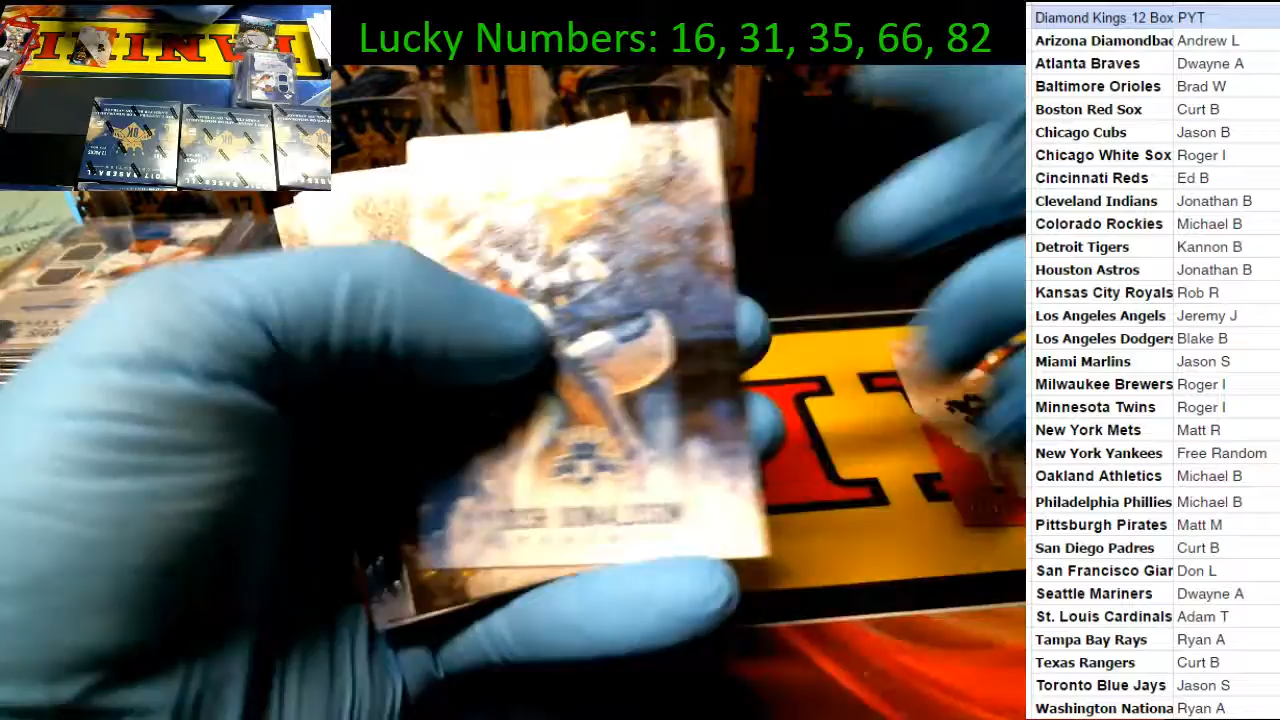 Lucky Numbers: 16, 31, 35, 66, 82
Diamond Kings 12 Box PYT
Arizona Diamondbac Andrew L
Atlanta Braves Dwayne A
Baltimore Orioles Brad W
Boston Red Sox Curt B
Chicago Cubs Jason B
Chicago White Sox Roger I
Cincinnati Reds Ed B
Cleveland Indians Jonathan B
Colorado Rockies Michael B
Detroit Tigers Kannon B
Houston Astros Jonathan B
Kansas City Royals Rob R
Los Angeles Angels Jeremy J
Los Angeles Dodgers Blake B
Miami Marlins Jason S
Milwaukee Brewers Roger I
Minnesota Twins Roger I
New York Mets Matt R
New York Yankees Free Random
Oakland Athletics Michael B
Philadelphia Phillies Michael B
Pittsburgh Pirates Matt M
San Diego Padres Curt B
San Francisco Gian Don L
Seattle Mariners Dwayne A
St. Louis Cardinals Adam T
Tampa Bay Rays Ryan A
Texas Rangers Curt B
Toronto Blue Jays Jason S
Washington Nationa Ryan A